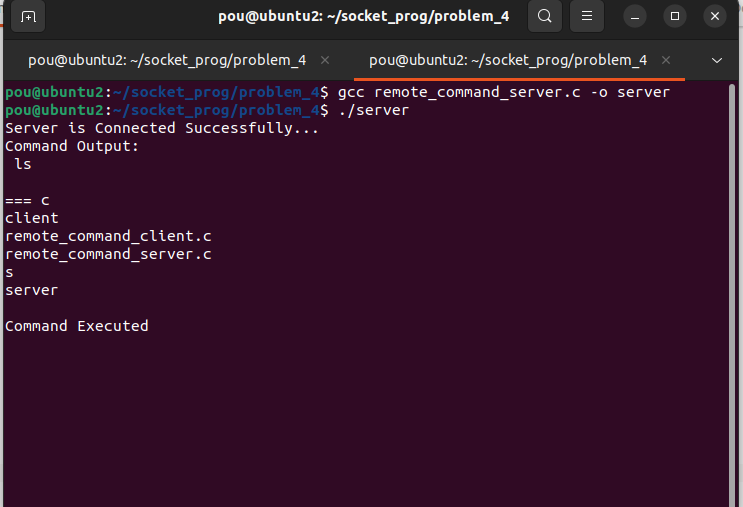 pou@ubuntu2: ~/socket_prog/problem_4
pou@ubuntu2: ~/socket_prog/problem_4 × pou@ubuntu2: ~/socket_prog/problem_4 ×
pou@ubuntu2:~/socket_prog/problem_4$ gcc remote_command_server.c -o server
pou@ubuntu2:~/socket_prog/problem_4$ ./server
Server is Connected Successfully...
Command Output:
 ls
=== c
client
remote_command_client.c
remote_command_server.c
s
server
Command Executed